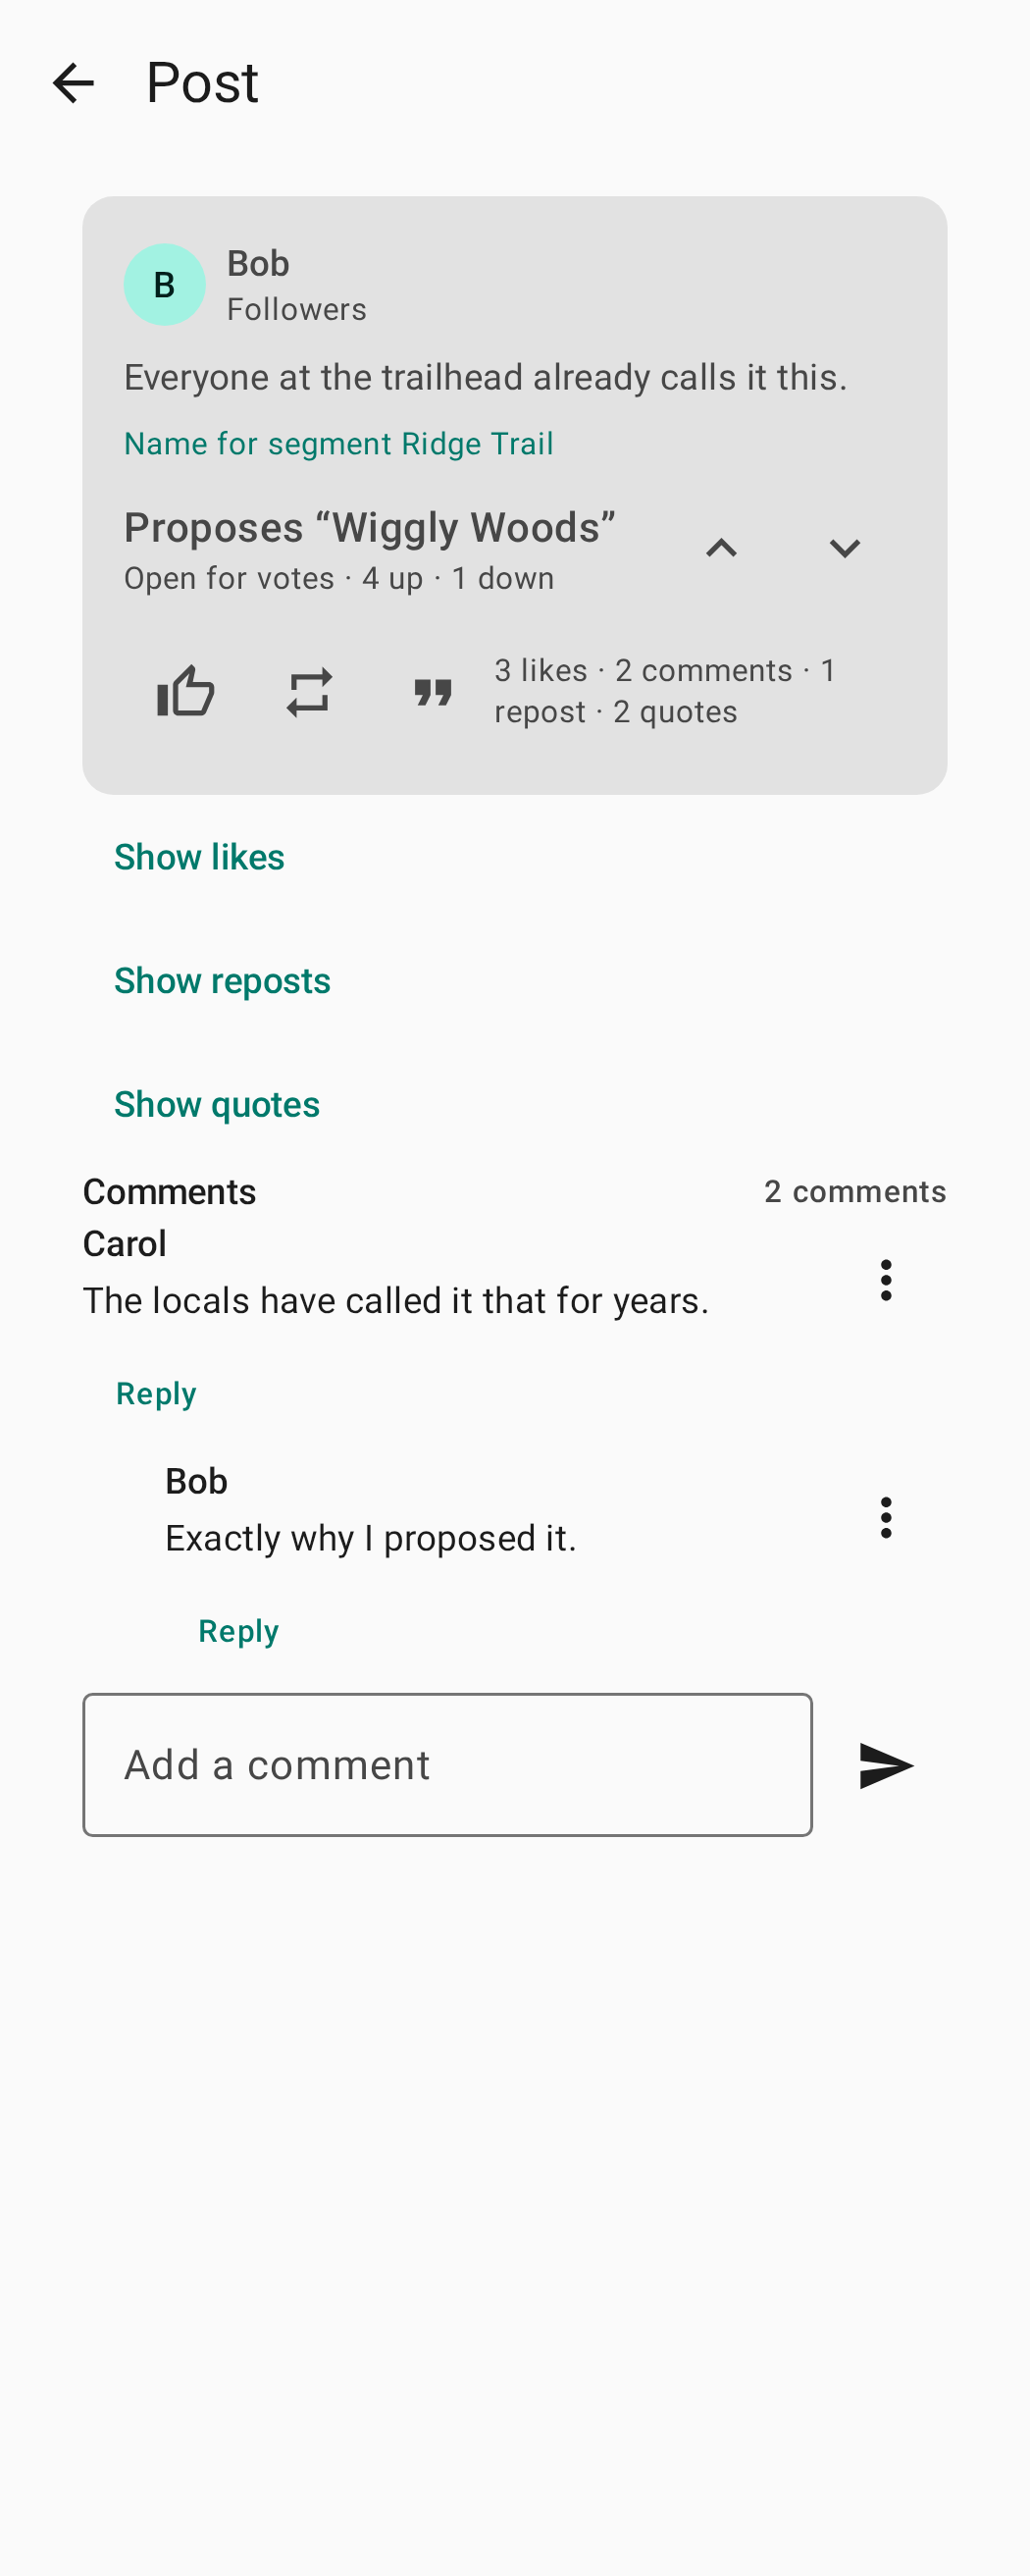 Post
B
Bob
Followers
Everyone at the trailhead already calls it this.
Name for segment Ridge Trail
Proposes “Wiggly Woods”
Open for votes · 4 up · 1 down
3 likes · 2 comments · 1
repost · 2 quotes
Show likes
Show reposts
Show quotes
Comments
2 comments
Carol
The locals have called it that for years.
Reply
Bob
Exactly why I proposed it.
Reply
Add a comment